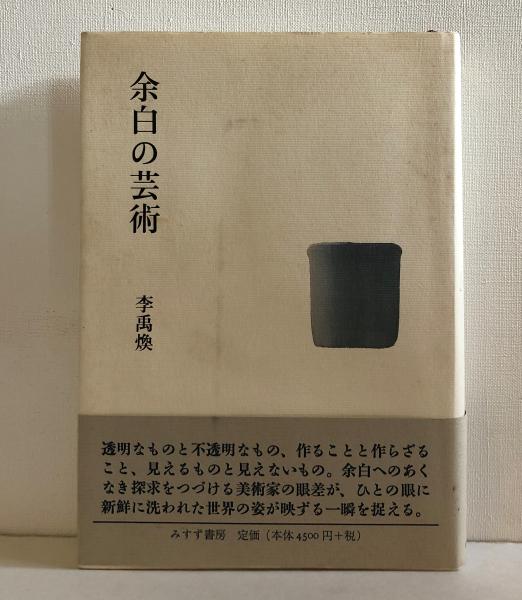 余白の芸術
李禹煥
透明なものと不透明なもの、作ることと作らざる
こと、見えるものと見えないもの。余白へのあく
なき探求をつづける美術家の眼差が、ひとの眼に
新鮮に洗われた世界の姿が映ずる一瞬を捉える。
みすず書房 定価（本体4500円＋税）